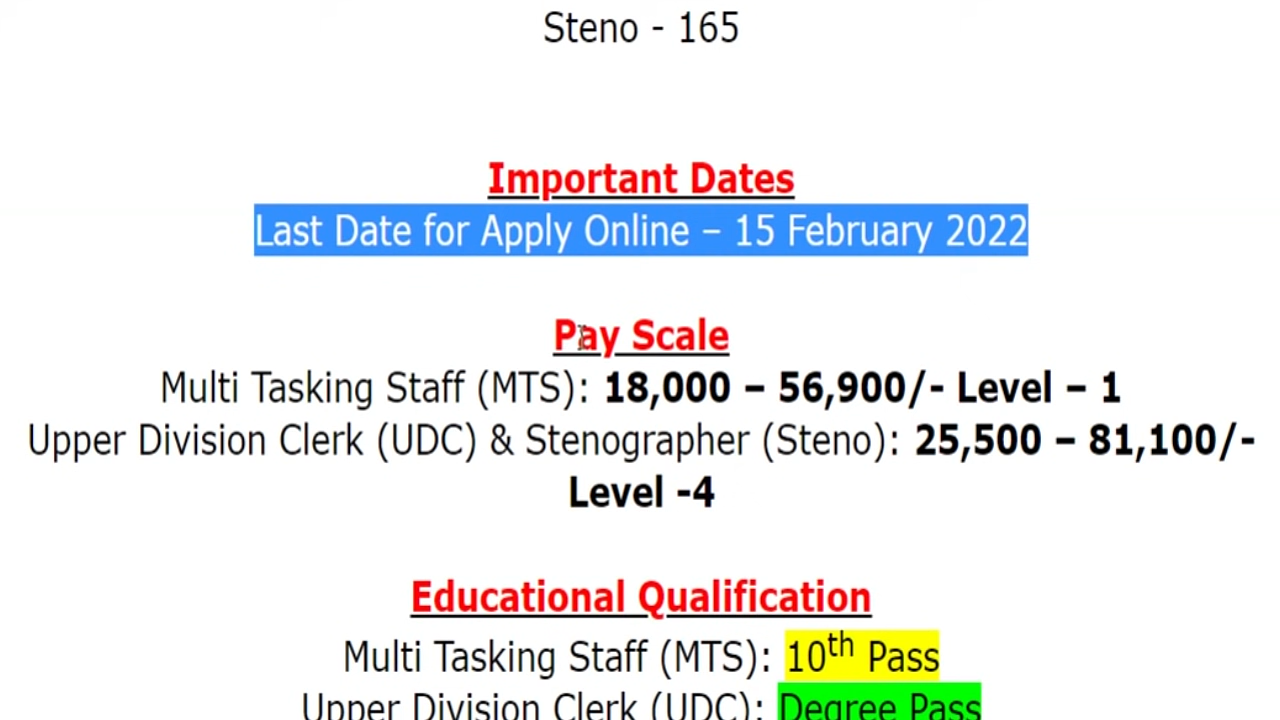 Steno - 165
Important Dates
Last Date for Apply Online – 15 February 2022
Pay Scale
Multi Tasking Staff (MTS): 18,000 – 56,900/- Level – 1
Upper Division Clerk (UDC) & Stenographer (Steno): 25,500 – 81,100/-
Level -4
Educational Qualification
Multi Tasking Staff (MTS): 10th Pass
Upper Division Clerk (UDC): Degree Pass